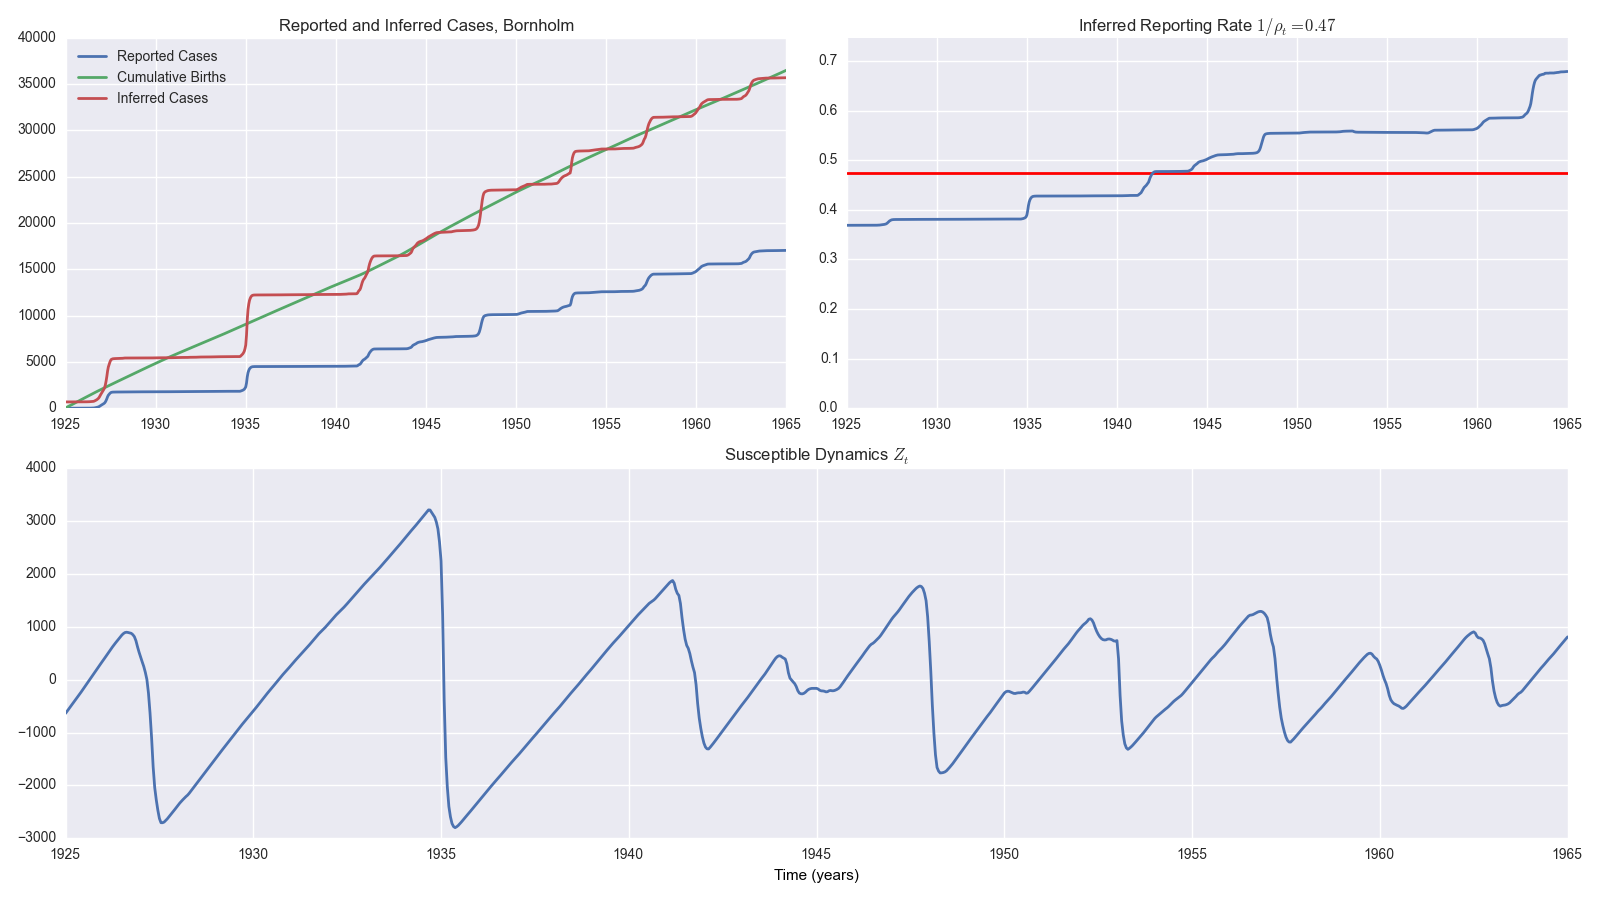 Reported and Inferred Cases, Bornholm
40000
35000
30000
25000
20000
15000
10000
5000
0
Reported Cases
Cumulative Births
Inferred Cases
1925 1930 1935 1940 1945 1950 1955 1960 1965
Inferred Reporting Rate 1/ρt =0.47
0.7
0.6
0.5
0.4
0.3
0.2
0.1
0.0
1925 1930 1935 1940 1945 1950 1955 1960 1965
Susceptible Dynamics Zt
4000
3000
2000
1000
0
−1000
−2000
−3000
1925 1930 1935 1940 1945 1950 1955 1960 1965
Time (years)